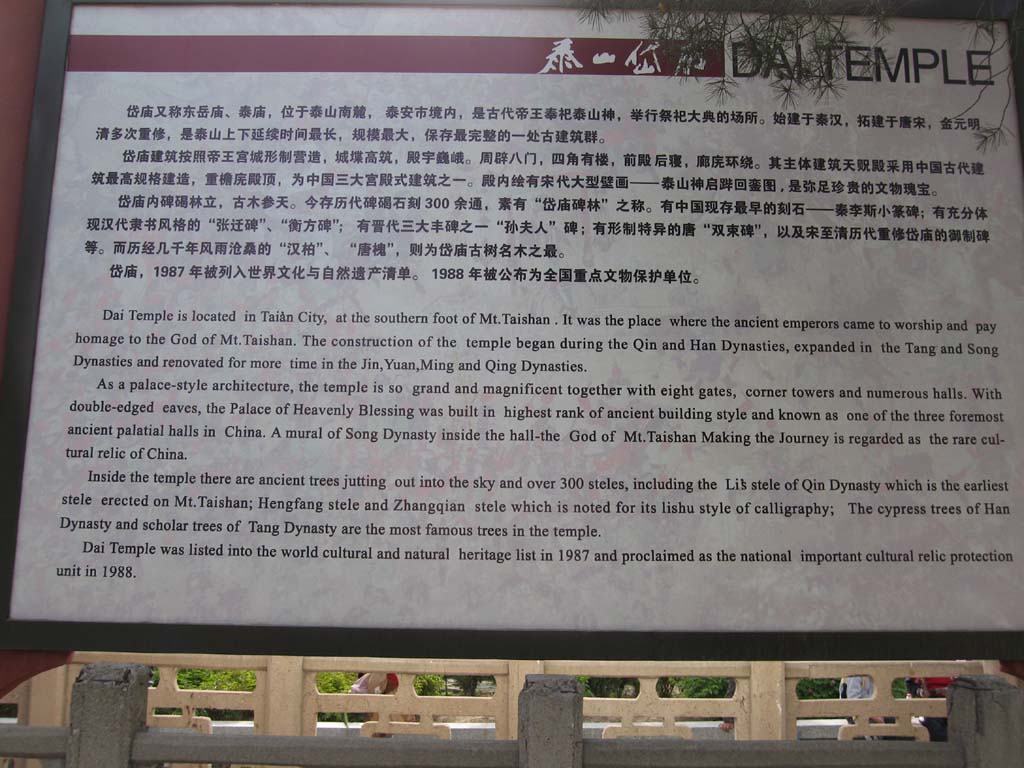 泰山岱庙 DAI TEMPLE
岱庙又称东岳庙、泰庙，位于泰山南麓，泰安市境内，是古代帝王奉祀泰山神，举行祭祀大典的场所。始建于秦汉，拓建于唐宋，金元明
清多次重修，是泰山上下延续时间最长，规模最大，保存最完整的一处古建筑群。
岱庙建筑按照帝王宫城形制营造，城堞高筑，殿宇巍峨。周辟八门，四角有楼，前殿后寝，廊庑环绕。其主体建筑天贶殿采用中国古代建
筑最高规格建造，重檐庑殿顶，为中国三大宫殿式建筑之一。殿内绘有宋代大型壁画——泰山神启跸回銮图，是弥足珍贵的文物瑰宝。
岱庙内碑碣林立，古木参天。今存历代碑碣石刻 300 余通，素有“岱庙碑林”之称。有中国现存最早的刻石——秦李斯小篆碑；有充分体
现汉代隶书风格的“张迁碑”、“衡方碑”；有晋代三大丰碑之一“孙夫人”碑；有形制特异的唐“双束碑”，以及宋至清历代重修岱庙的御制碑
等。而历经几千年风雨沧桑的“汉柏”、“唐槐”，则为岱庙古树名木之最。
岱庙，1987 年被列入世界文化与自然遗产清单。1988 年被公布为全国重点文物保护单位。
Dai Temple is located in Taiàn City, at the southern foot of Mt.Taishan . It was the place where the ancient emperors came to worship and pay
homage to the God of Mt.Taishan. The construction of the temple began during the Qin and Han Dynasties, expanded in the Tang and Song
Dynasties and renovated for more time in the Jin,Yuan,Ming and Qing Dynasties.
As a palace-style architecture, the temple is so grand and magnificent together with eight gates, corner towers and numerous halls. With
double-edged eaves, the Palace of Heavenly Blessing was built in highest rank of ancient building style and known as one of the three foremost
ancient palatial halls in China. A mural of Song Dynasty inside the hall-the God of Mt.Taishan Making the Journey is regarded as the rare cul-
tural relic of China.
Inside the temple there are ancient trees jutting out into the sky and over 300 steles, including the Li's stele of Qin Dynasty which is the earliest
stele erected on Mt.Taishan; Hengfang stele and Zhangqian stele which is noted for its lishu style of calligraphy; The cypress trees of Han
Dynasty and scholar trees of Tang Dynasty are the most famous trees in the temple.
Dai Temple was listed into the world cultural and natural heritage list in 1987 and proclaimed as the national important cultural relic protection
unit in 1988.